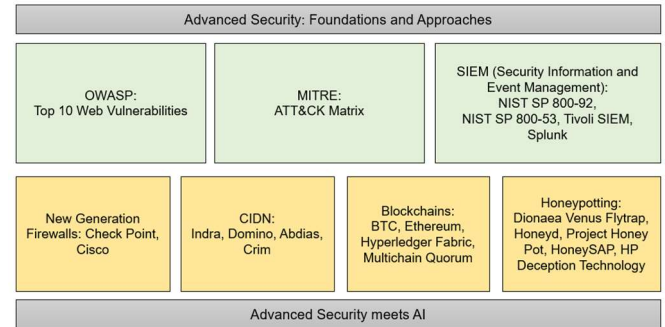 Advanced Security: Foundations and Approaches
OWASP:
Top 10 Web Vulnerabilities
MITRE:
ATT&CK Matrix
SIEM (Security Information and
Event Management):
NIST SP 800-92,
NIST SP 800-53, Tivoli SIEM,
Splunk
New Generation
Firewalls: Check Point,
Cisco
CIDN:
Indra, Domino, Abdias,
Crim
Blockchains:
BTC, Ethereum,
Hyperledger Fabric,
Multichain Quorum
Honeypotting:
Dionaea Venus Flytrap,
Honeyd, Project Honey
Pot, HoneySAP, HP
Deception Technology
Advanced Security meets AI